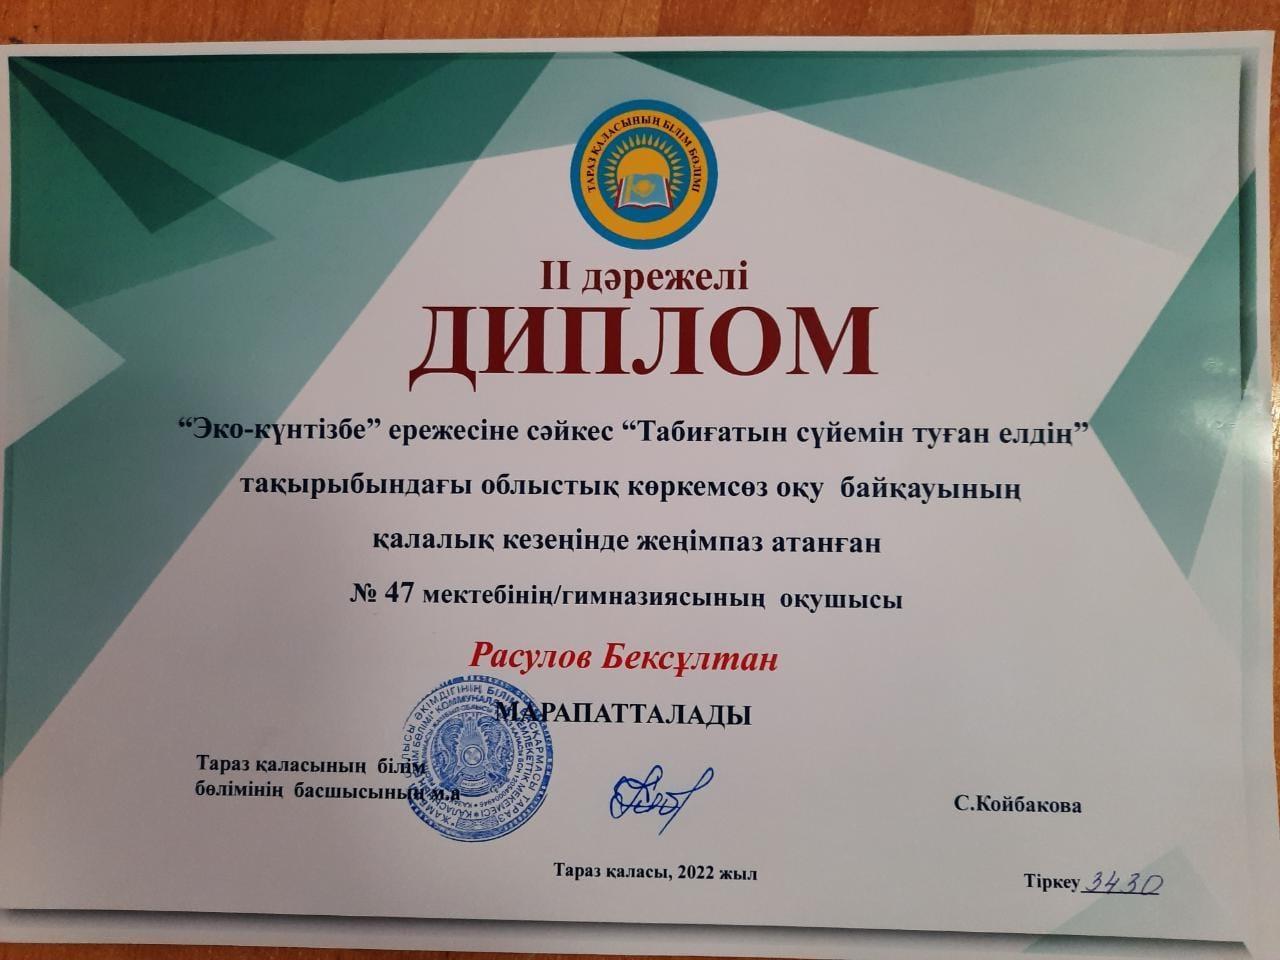 ТАРАЗ ҚАЛАСЫНЫҢ БІЛІМ БӨЛІМІ
II дәрежелі
ДИПЛОМ
“Эко-күнтізбе” ережесіне сәйкес “Табиғатын сүйемін туған елдің”
тақырыбындағы облыстық көркемсөз оқу байқауының
қалалық кезеңінде жеңімпаз атанған
№ 47 мектебінің/гимназиясының оқушысы
Расулов Бексұлтан
МАРАПАТТАЛАДЫ
Тараз қаласының білім
бөлімінің басшысының м.а
С.Койбакова
Тараз қаласы, 2022 жыл
Тіркеу 3430